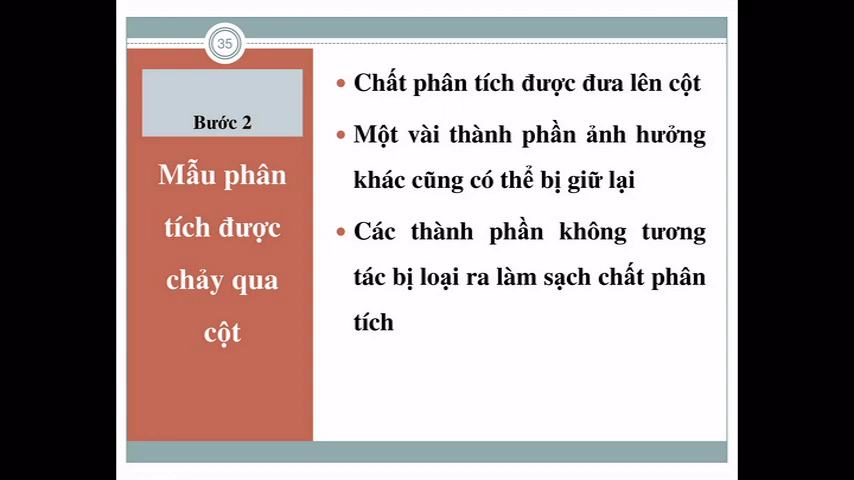 35
Bước 2
Mẫu phân
tích được
chảy qua
cột
• Chất phân tích được đưa lên cột
• Một vài thành phần ảnh hưởng
khác cũng có thể bị giữ lại
• Các thành phần không tương
tác bị loại ra làm sạch chất phân
tích